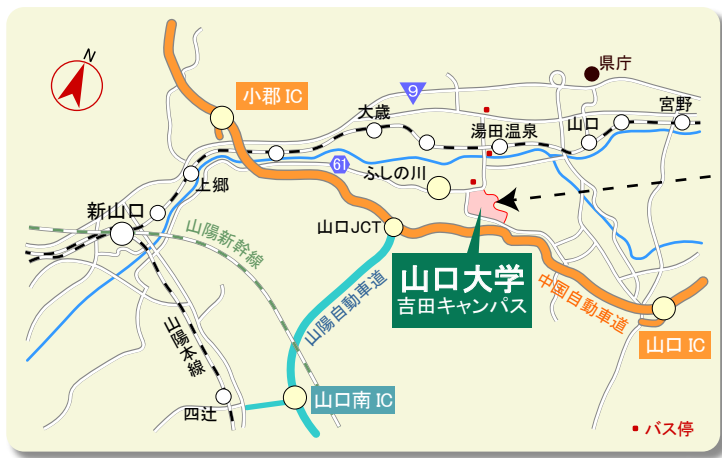 N
小郡 IC
9
県庁
大歳
湯田温泉
山口
宮野
61
ふしの川
上郷
新山口
山陽新幹線
山口JCT
山口大学
吉田キャンパス
山陽自動車道
中国自動車道
山陽本線
山口 IC
山口南 IC
四辻
バス停